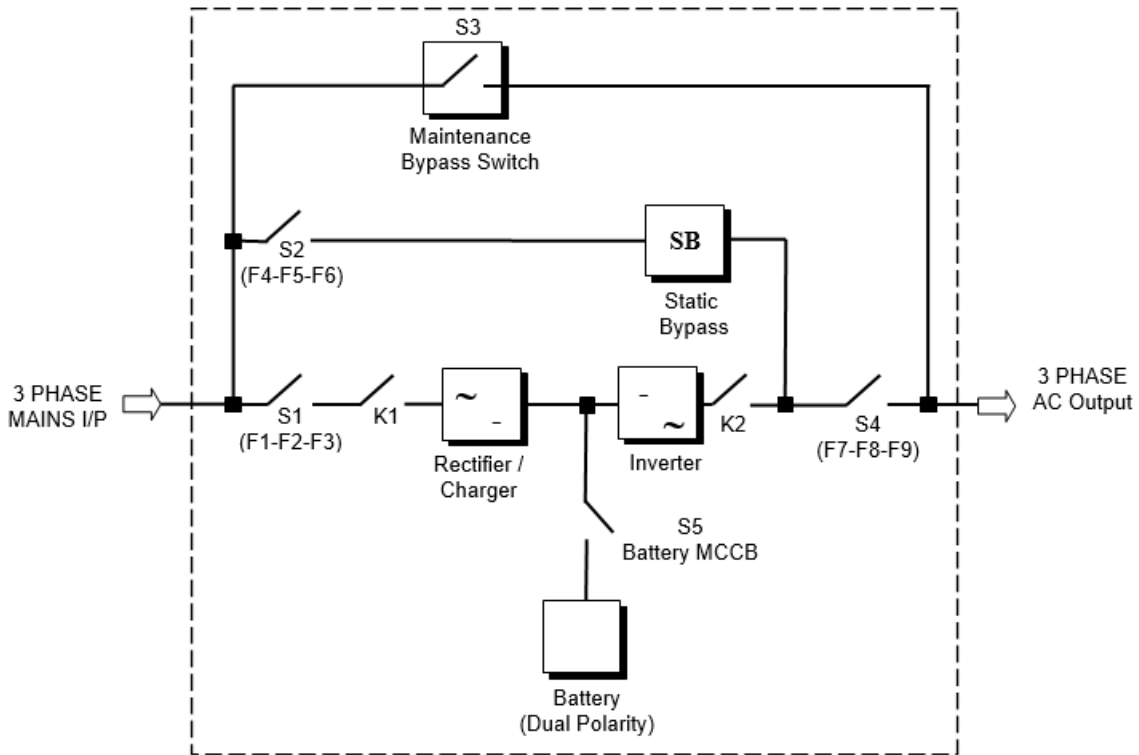 S3
Maintenance
Bypass Switch
S2
(F4-F5-F6)
SB
Static
Bypass
3 PHASE
MAINS I/P
S1
(F1-F2-F3)
K1
~
-
Rectifier /
Charger
-
~
Inverter
K2
S4
(F7-F8-F9)
3 PHASE
AC Output
S5
Battery MCCB
Battery
(Dual Polarity)